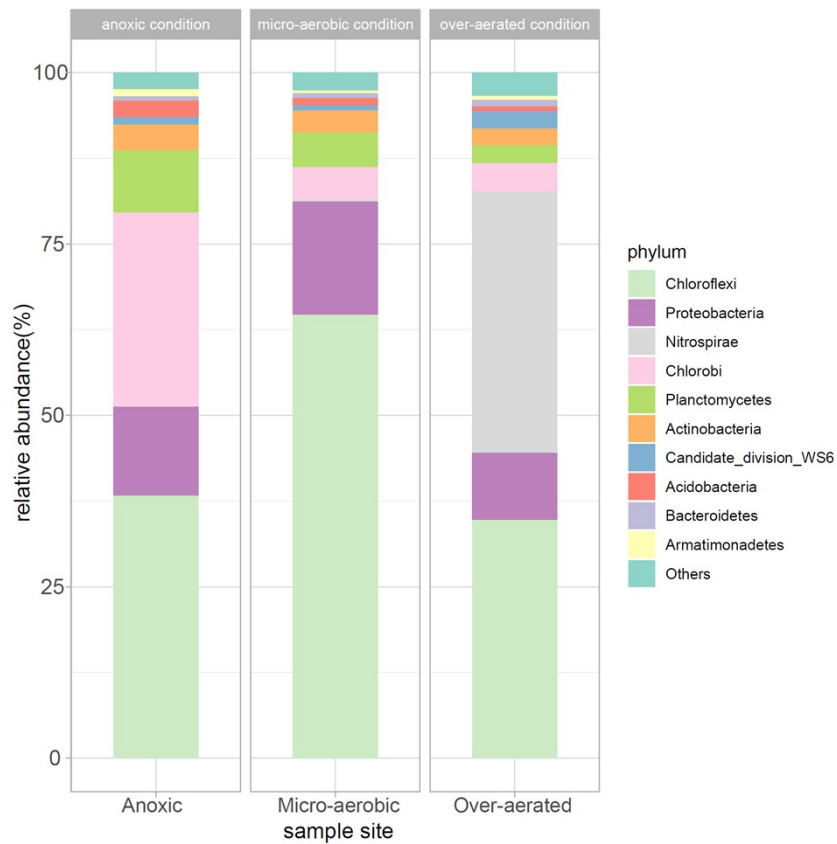 anoxic condition
micro-aerobic condition
over-aerated condition
100
75
50
25
0
relative abundance(%)
Anoxic
Micro-aerobic
Over-aerated
sample site
phylum
Chloroflexi
Proteobacteria
Nitrospirae
Chlorobi
Planctomycetes
Actinobacteria
Candidate_division_WS6
Acidobacteria
Bacteroidetes
Armatimonadetes
Others